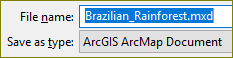 File name: Brazilian_Rainforest.mxd
Save as type: ArcGIS ArcMap Document